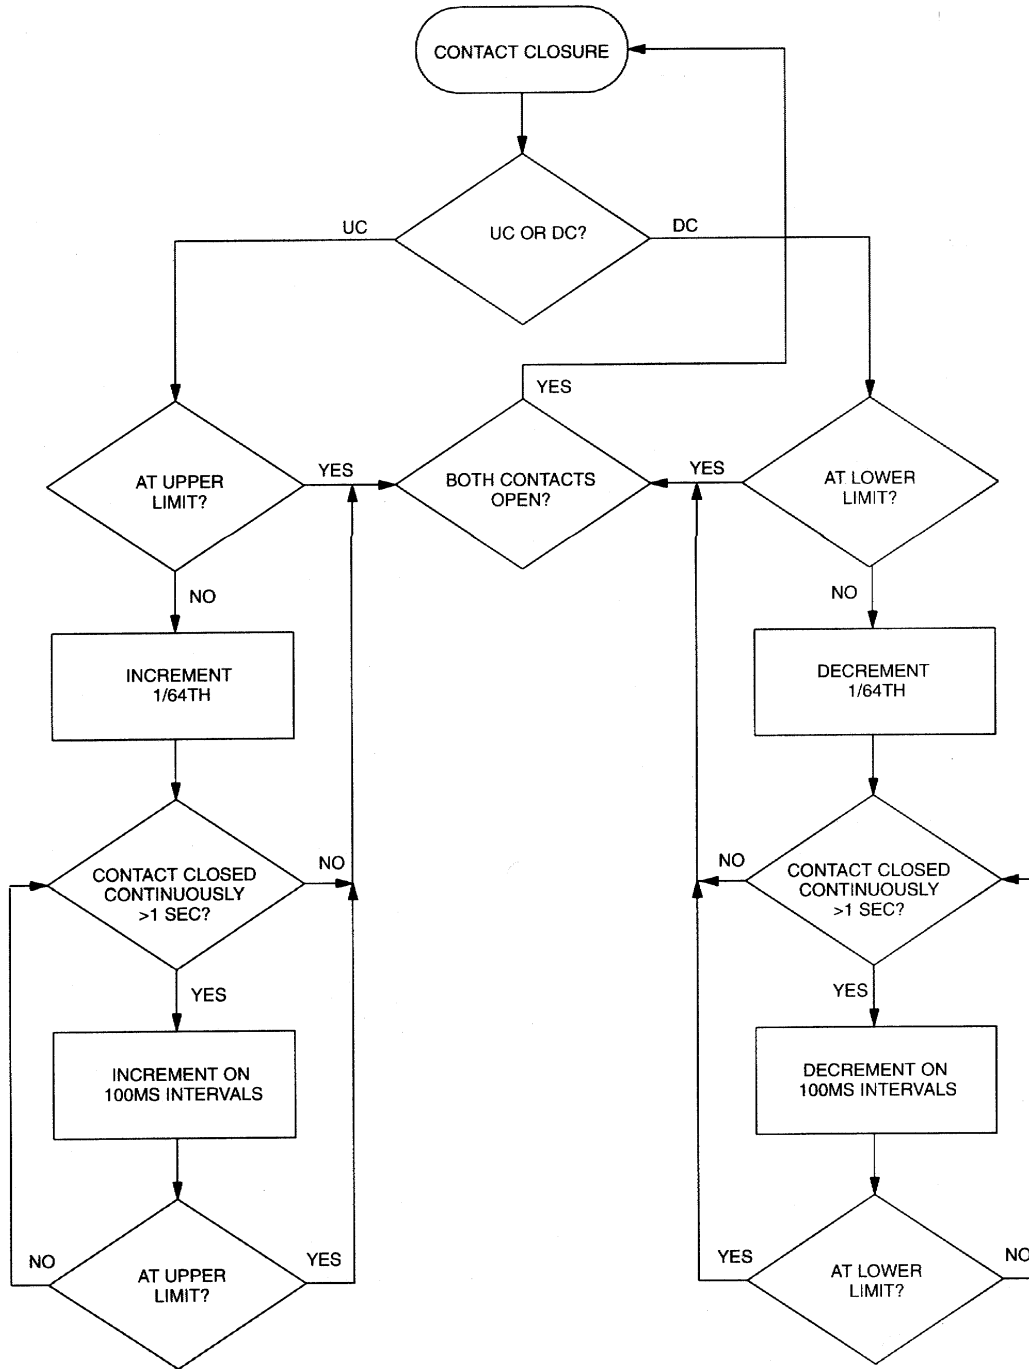 CONTACT CLOSURE
UC OR DC?
UC
DC
YES
AT UPPER
LIMIT?
YES
BOTH CONTACTS
OPEN?
YES
AT LOWER
LIMIT?
NO
NO
INCREMENT
1/64TH
DECREMENT
1/64TH
CONTACT CLOSED
CONTINUOUSLY
>1 SEC?
NO
NO
CONTACT CLOSED
CONTINUOUSLY
>1 SEC?
YES
YES
INCREMENT ON
100MS INTERVALS
DECREMENT ON
100MS INTERVALS
NO
AT UPPER
LIMIT?
YES
YES
AT LOWER
LIMIT?
NO